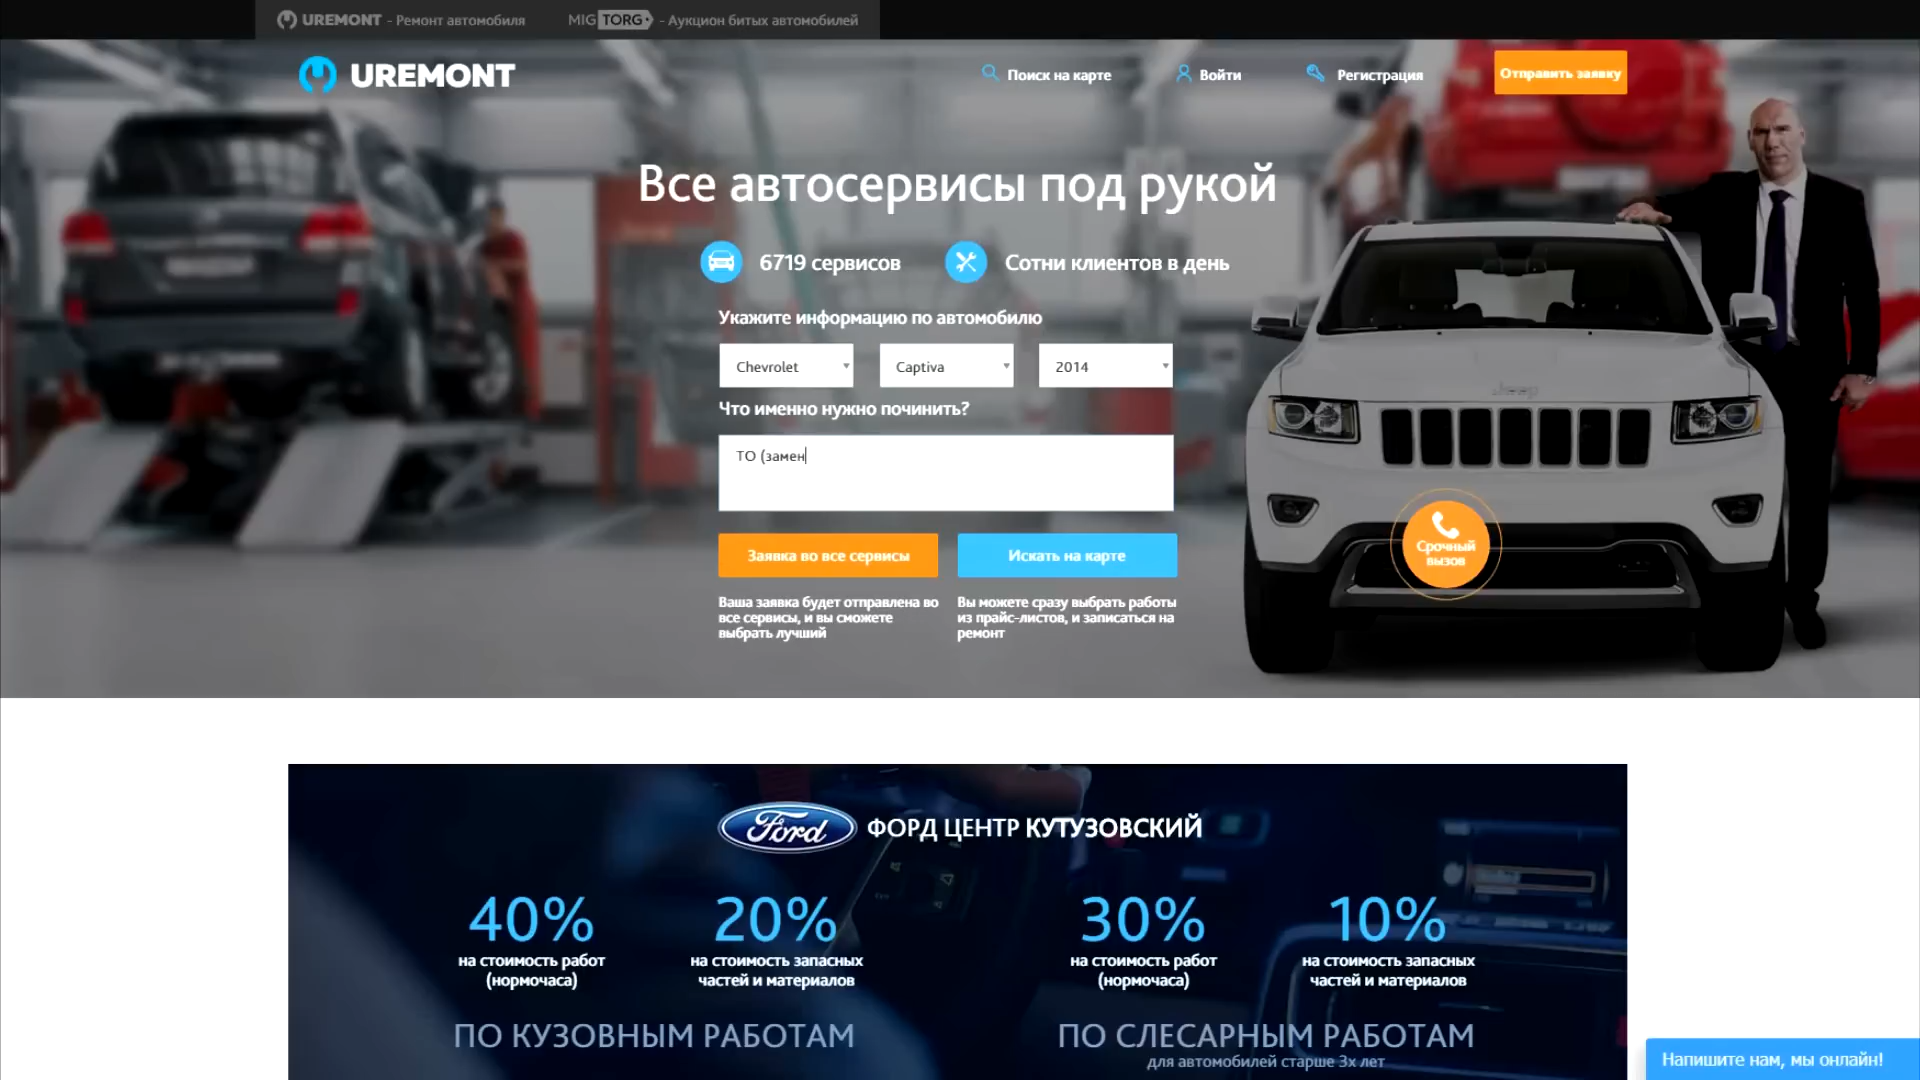 UREMONT - Ремонт автомобиля
MIGTORG - Аукцион битых автомобилей
UREMONT
Поиск на карте
Войти
Регистрация
Отправить заявку
Все автосервисы под рукой
6719 сервисов
Сотни клиентов в день
Укажите информацию по автомобилю
Chevrolet
Captiva
2014
Что именно нужно починить?
ТО (замен
Заявка во все сервисы
Искать на карте
Ваша заявка будет отправлена во
все сервисы, и вы сможете
выбрать лучший
Вы можете сразу выбрать работы
из прайс-листов, и записаться на
ремонт
Jeep
Срочный
вызов
Ford ФОРД ЦЕНТР КУТУЗОВСКИЙ
40%
на стоимость работ
(нормочаса)
20%
на стоимость запасных
частей и материалов
30%
на стоимость работ
(нормочаса)
10%
на стоимость запасных
частей и материалов
ПО КУЗОВНЫМ РАБОТАМ
ПО СЛЕСАРНЫМ РАБОТАМ
для автомобилей старше 3х лет
Напишите нам, мы онлайн!